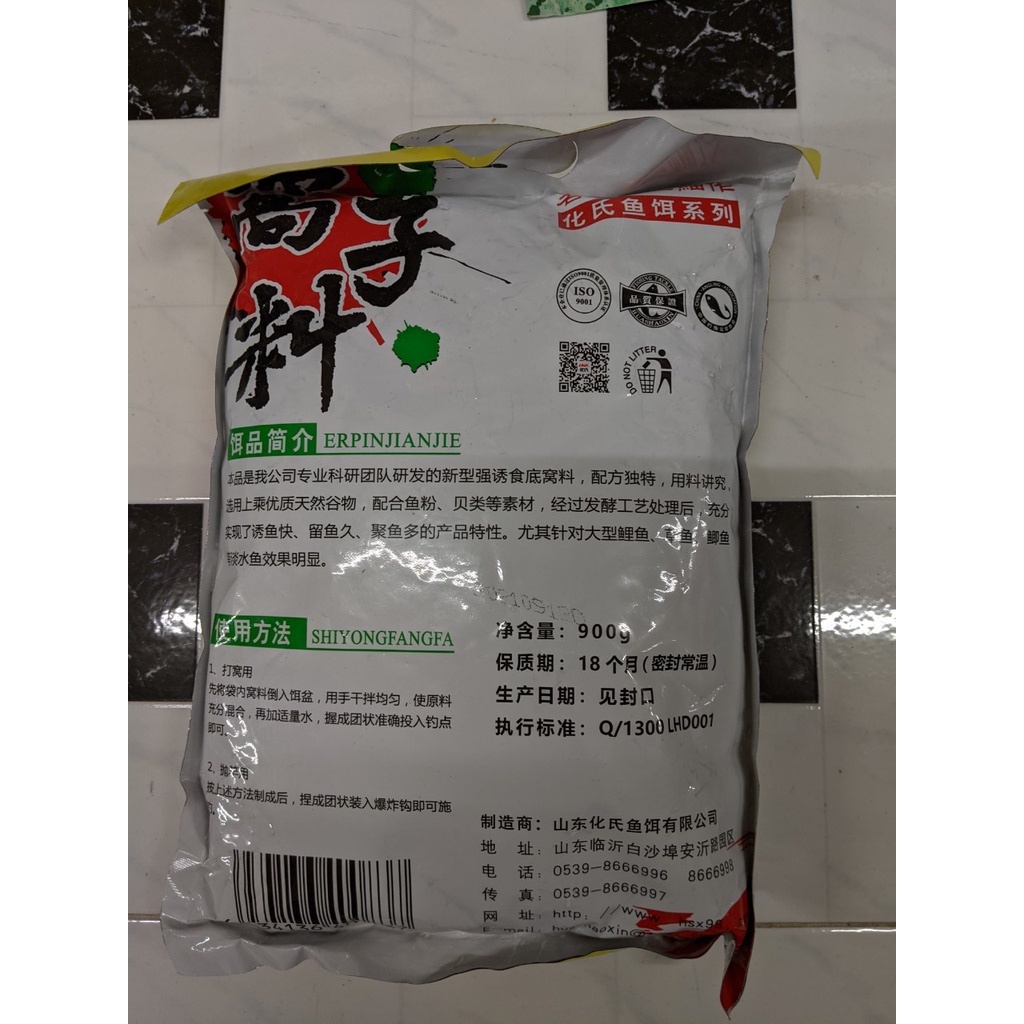 窝子
料
化氏鱼饵系列
ISO
9001
品質保證
DO NOT LITTER
饵品简介 ERPINJIANJIE
本品是我公司专业科研团队研发的新型强诱食底窝料，配方独特，用料讲究，
选用上乘优质天然谷物，配合鱼粉、贝类等素材，经过发酵工艺处理后，充分
实现了诱鱼快、留鱼久、聚鱼多的产品特性。尤其针对大型鲤鱼、草鱼、鲫鱼
等淡水鱼效果明显。
使用方法 SHIYONGFANGFA
1、打窝用
先将袋内窝料倒入饵盆，用手干拌均匀，使原料
充分混合，再加适量水，握成团状准确投入钓点
即可。
2、抛竿用
按上述方法制成后，捏成团状装入爆炸钩即可施
净含量：900g
保质期：18个月(密封常温)
生产日期：见封口
执行标准：Q/1300 LHD001
制造商：山东化氏鱼饵有限公司
地 址：山东临沂白沙埠安沂路园区
电 话：0539-8666996 8666998
传 真：0539-8666997
网 址：http：//www